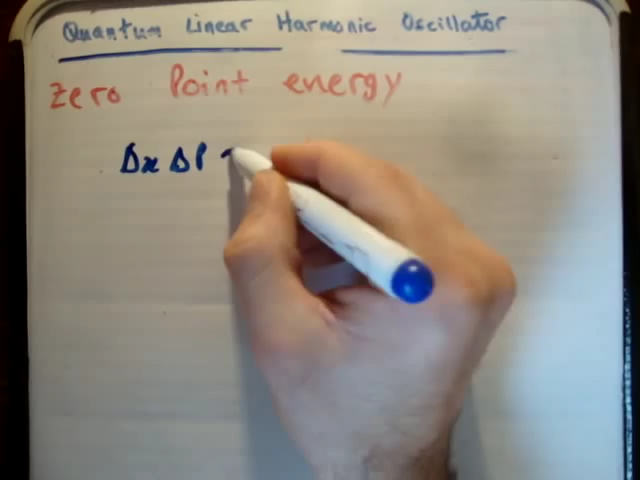 Quantum Linear Harmonic Oscillator
Zero Point energy
Δx ΔP